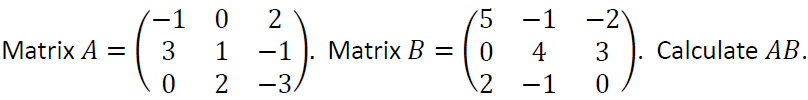 Matrix A = (−1 0 2; 3 1 −1; 0 2 −3). Matrix B = (5 −1 −2; 0 4 3; 2 −1 0). Calculate AB.